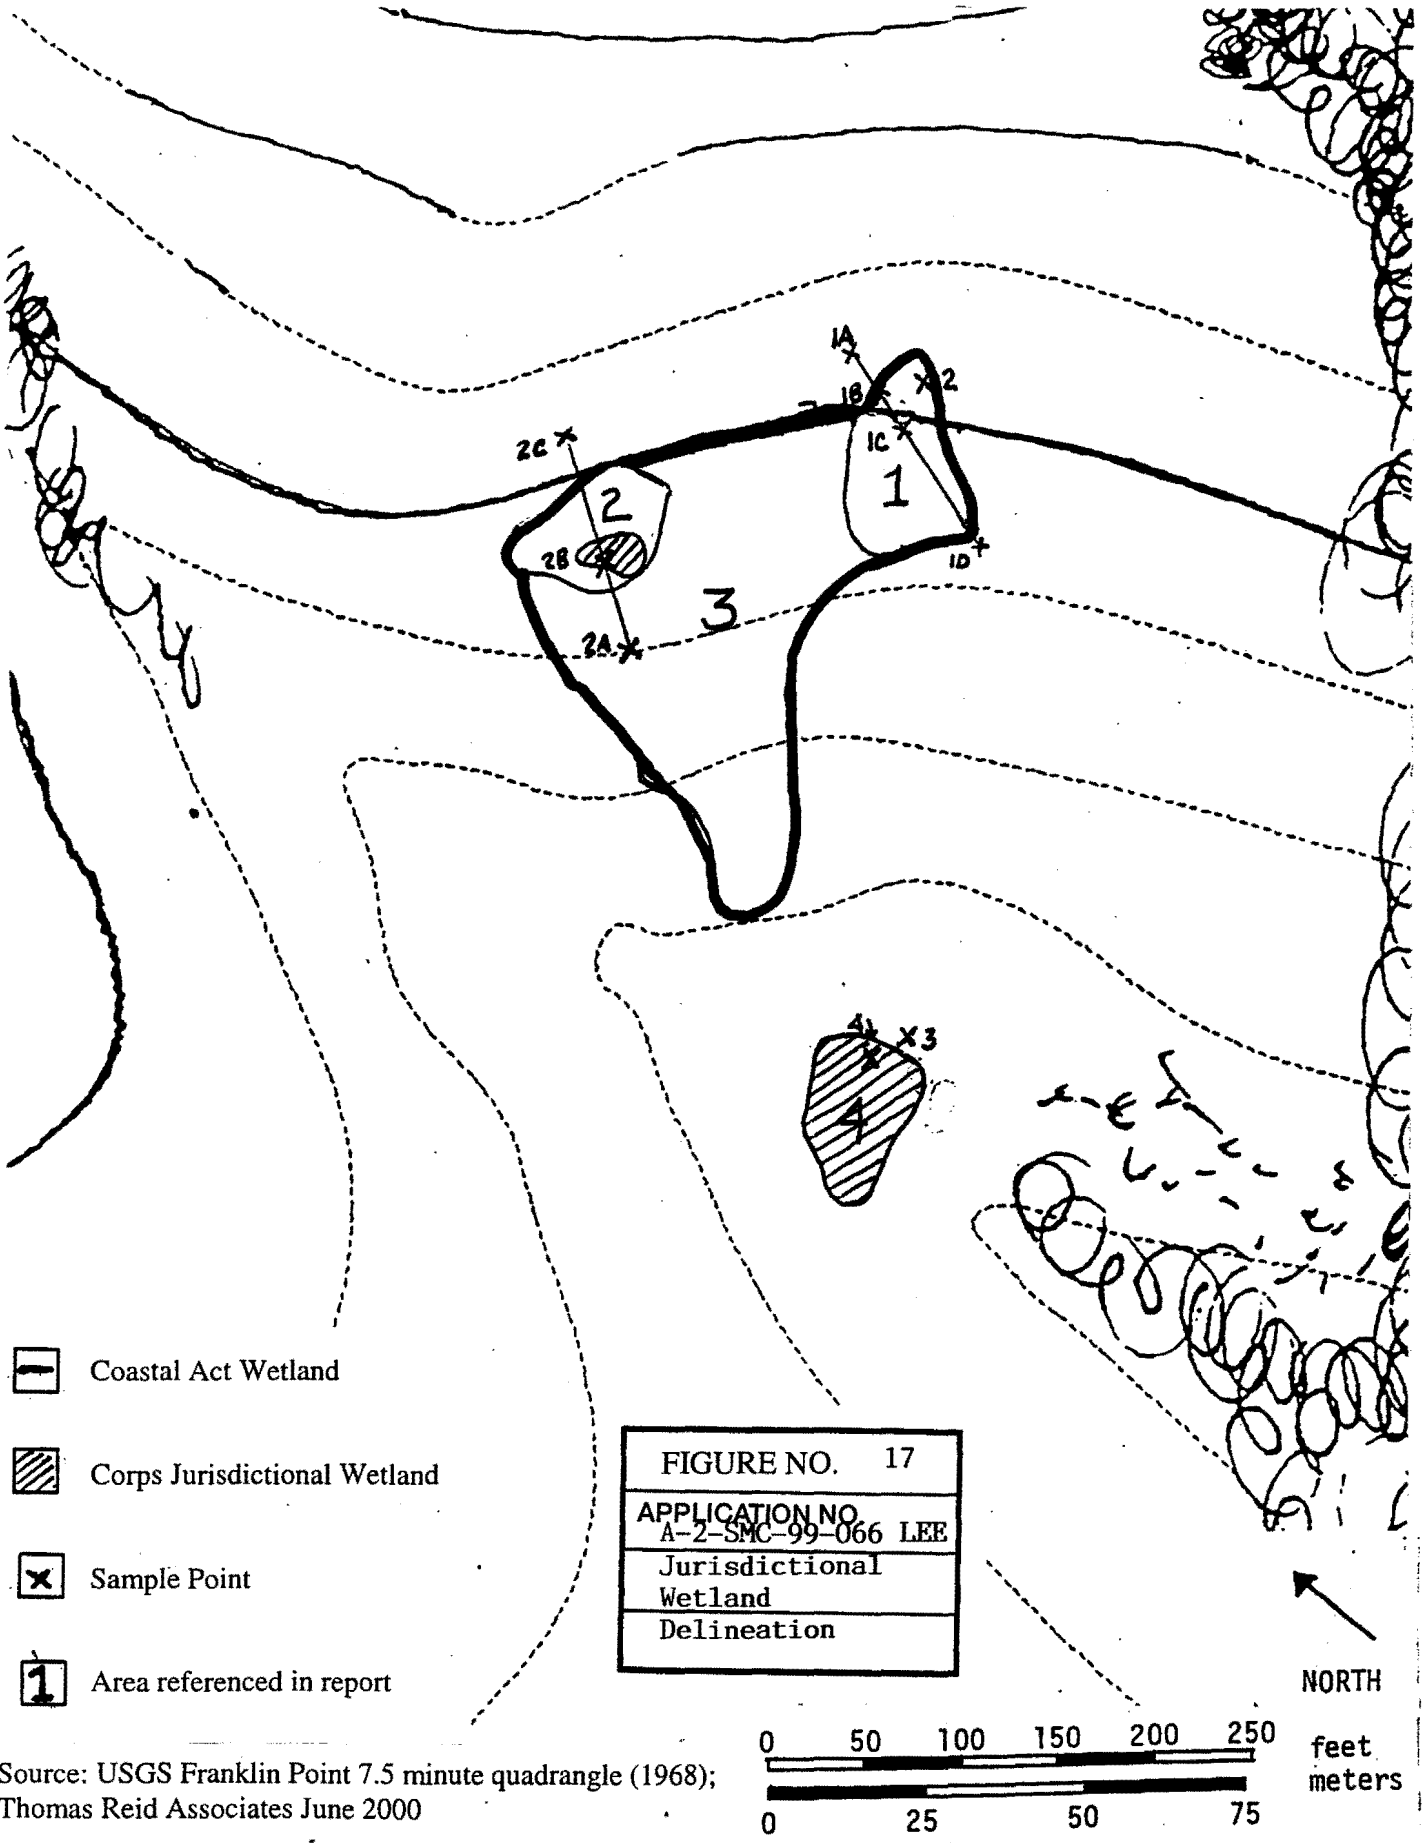 1A
1B
2
2C
1C
1
2
2B
1D
3
2A
4
3
4
Coastal Act Wetland
Corps Jurisdictional Wetland
Sample Point
1 Area referenced in report
FIGURE NO. 17
APPLICATION NO.
A-2-SMC-99-066 LEE
Jurisdictional
Wetland
Delineation
NORTH
0 50 100 150 200 250 feet
meters
0 25 50 75
Source: USGS Franklin Point 7.5 minute quadrangle (1968);
Thomas Reid Associates June 2000